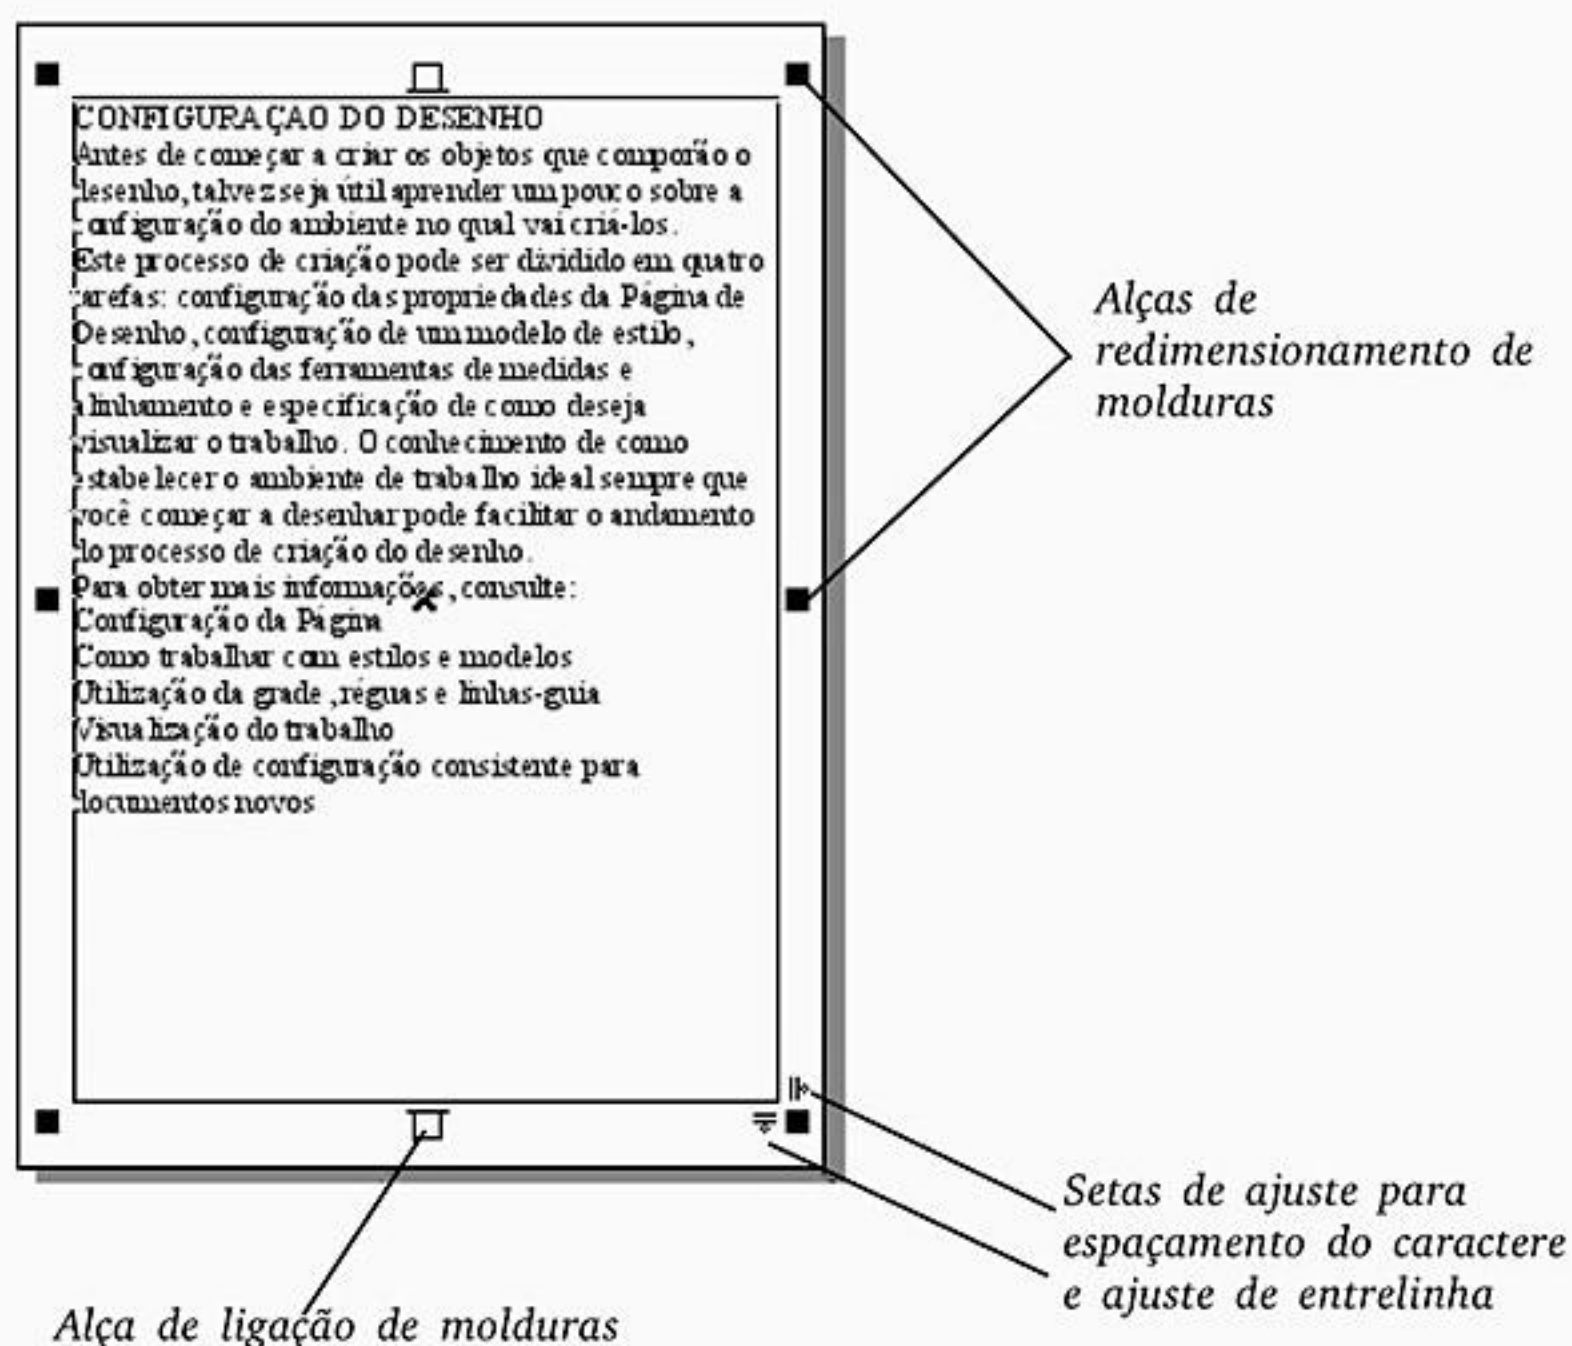 CONFIGURAÇÃO DO DESENHO
Antes de começar a criar os objetos que comporão o
desenho, talvez seja útil aprender um pouco sobre a
configuração do ambiente no qual vai criá-los.
Este processo de criação pode ser dividido em quatro
tarefas: configuração das propriedades da Página de
Desenho, configuração de um modelo de estilo,
configuração das ferramentas de medidas e
alinhamento e especificação de como deseja
visualizar o trabalho. O conhecimento de como
estabelecer o ambiente de trabalho ideal sempre que
você começar a desenhar pode facilitar o andamento
do processo de criação do desenho.
Para obter mais informações, consulte:
Configuração da Página
Como trabalhar com estilos e modelos
Utilização da grade, réguas e linhas-guia
Visualização do trabalho
Utilização de configuração consistente para
documentos novos
Alças de
redimensionamento de
molduras
Setas de ajuste para
espaçamento do caractere
e ajuste de entrelinha
Alça de ligação de molduras